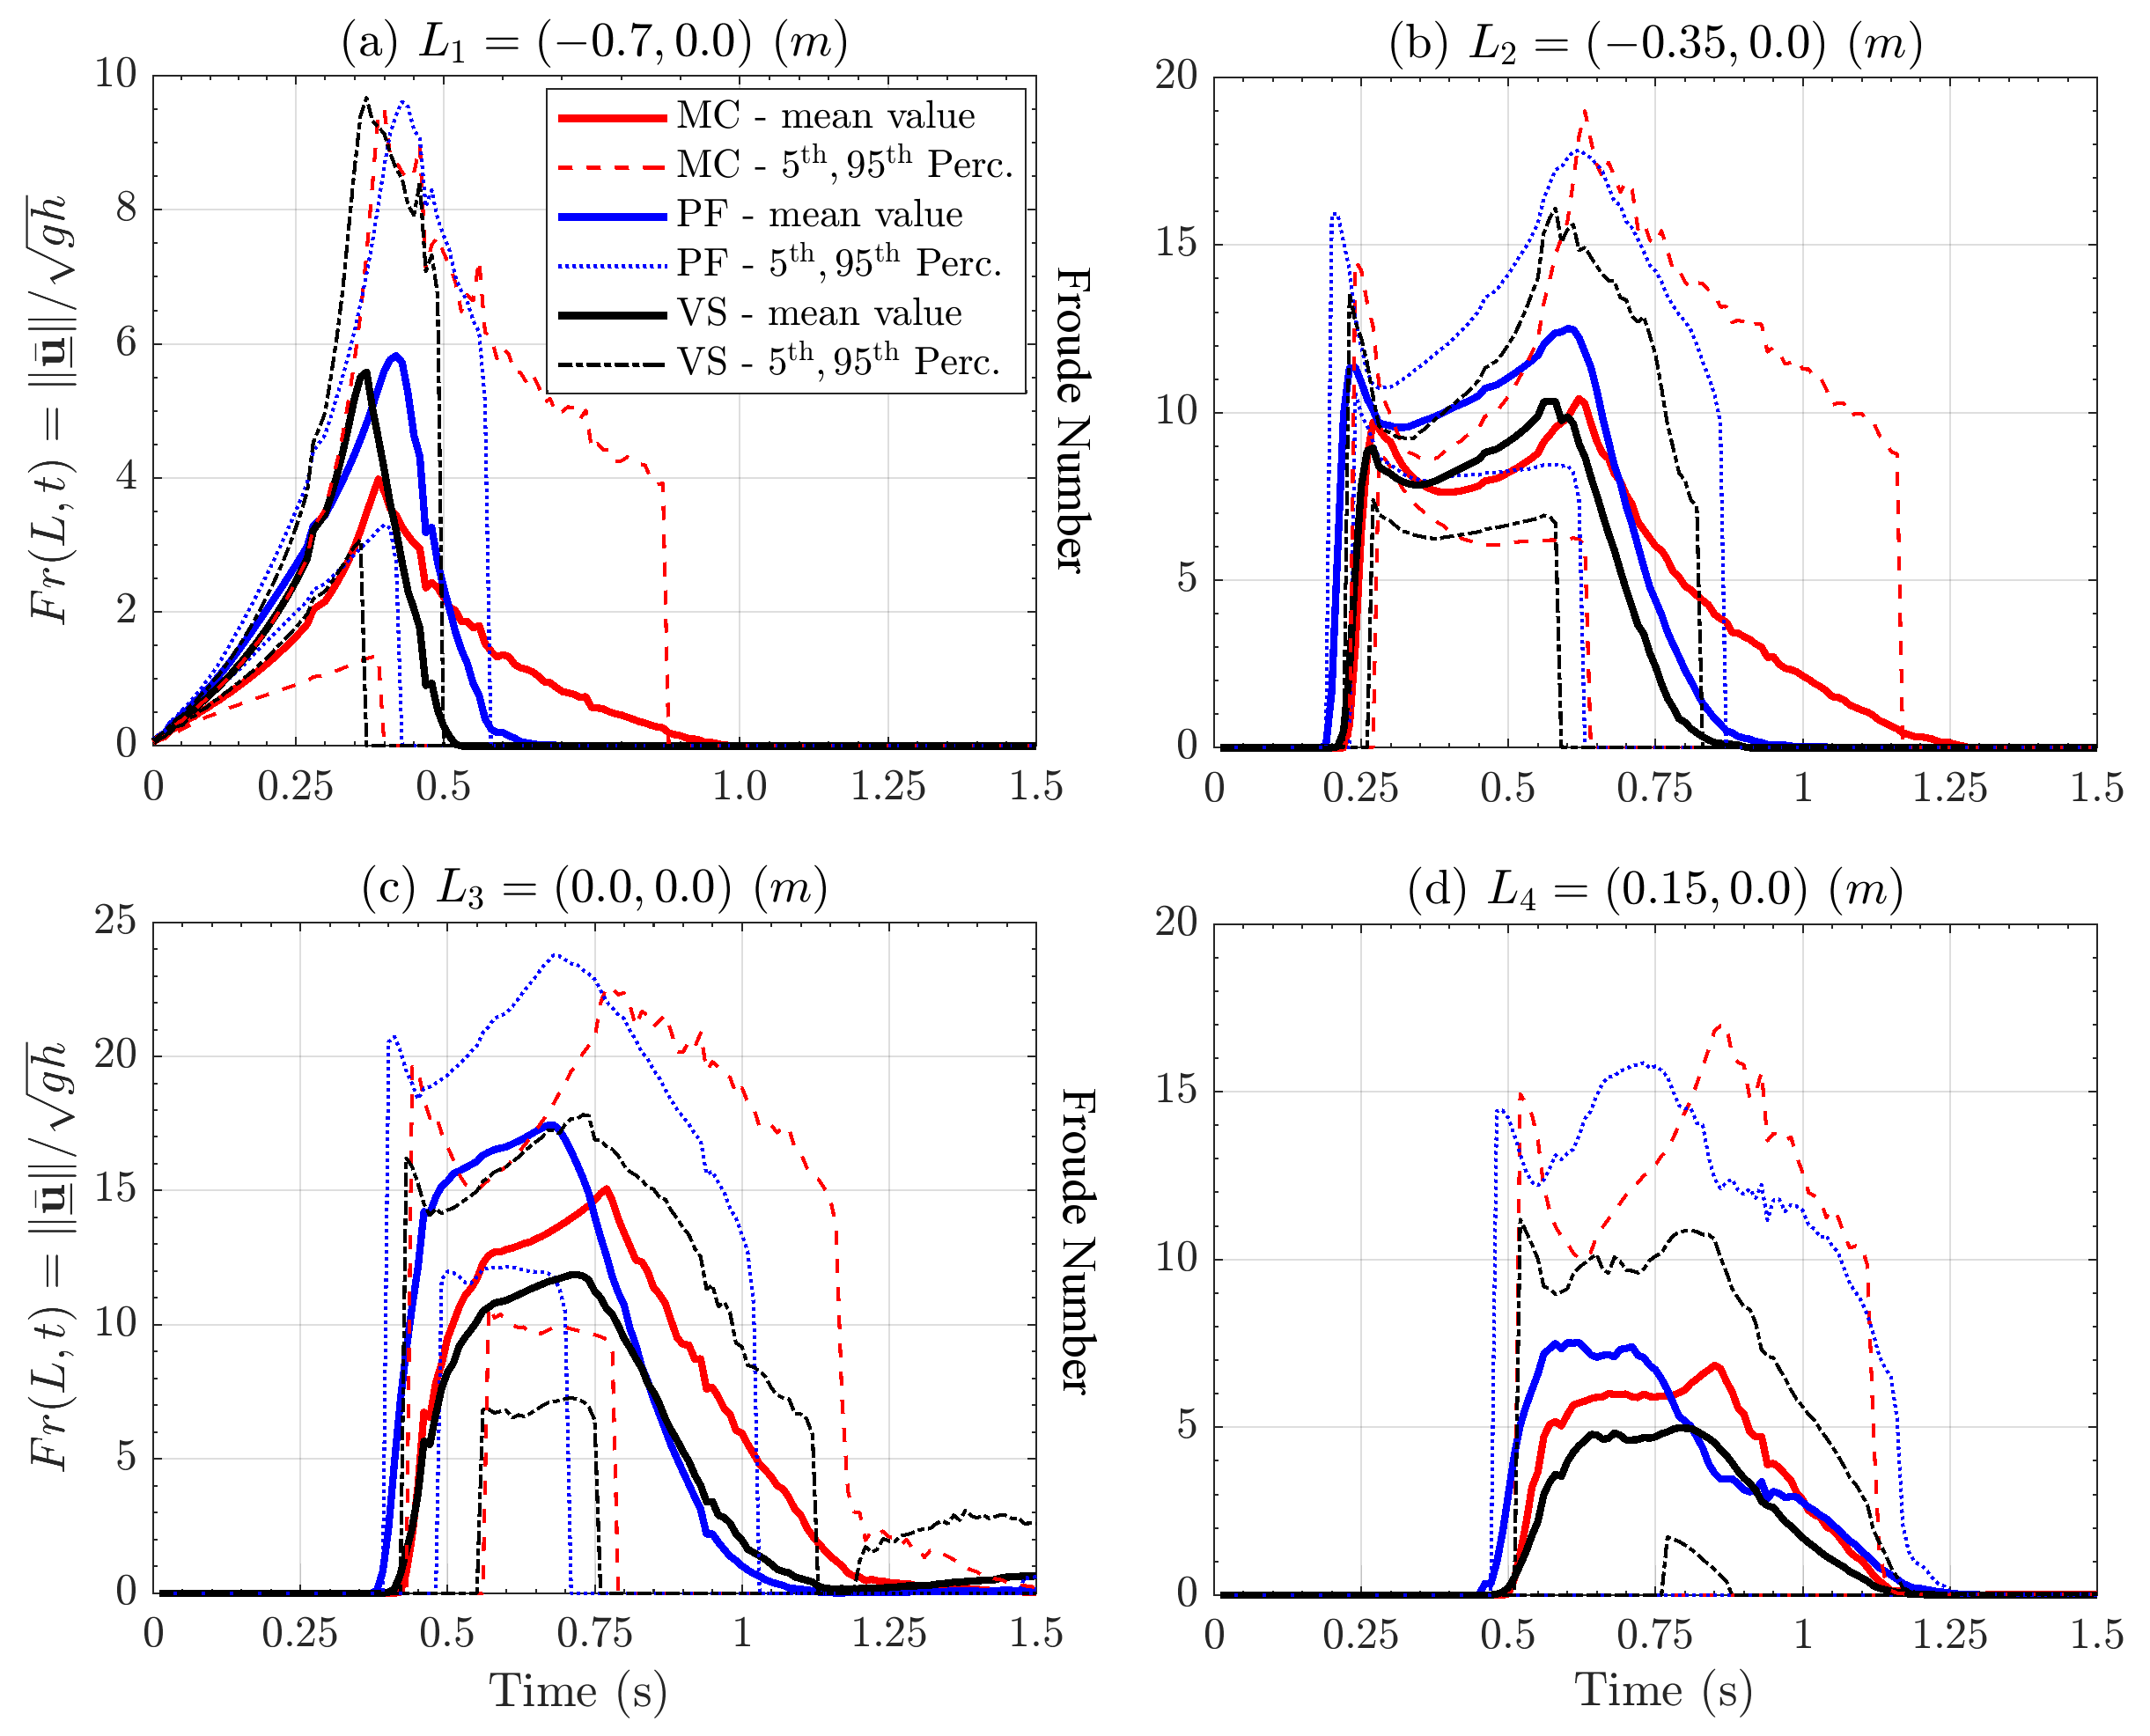 (a) L₁ = (−0.7, 0.0) (m)
10
8
6
4
2
0
Fr(L, t) = ||ū||/√gh
MC - mean value
MC - 5th, 95th Perc.
PF - mean value
PF - 5th, 95th Perc.
VS - mean value
VS - 5th, 95th Perc.
0 0.25 0.5 1.0 1.25 1.5
(b) L₂ = (−0.35, 0.0) (m)
20
15
10
5
0
Froude Number
0 0.25 0.5 0.75 1 1.25 1.5
(c) L₃ = (0.0, 0.0) (m)
25
20
15
10
5
0
Fr(L, t) = ||ū||/√gh
0 0.25 0.5 0.75 1 1.25 1.5
Time (s)
(d) L₄ = (0.15, 0.0) (m)
20
15
10
5
0
Froude Number
0 0.25 0.5 0.75 1 1.25 1.5
Time (s)